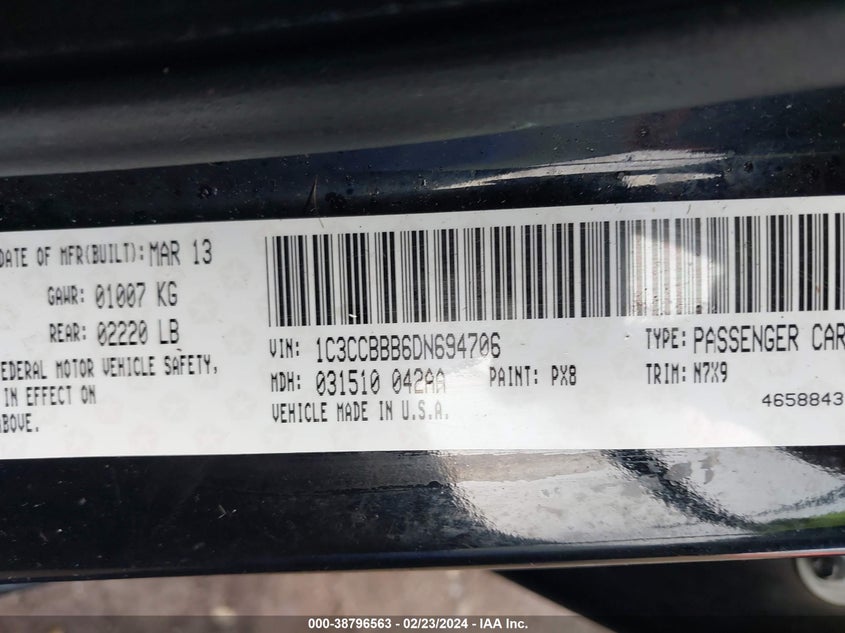 DATE OF MFR(BUILT): MAR 13
GAWR: 01007 KG
REAR: 02220 LB
FEDERAL MOTOR VEHICLE SAFETY,
IN EFFECT ON
ABOVE.
VIN: 1C3CCBBB6DN694706
TYPE: PASSENGER CAR
MDH: 031510 042AA
PAINT: PX8
TRIM: N7X9
VEHICLE MADE IN U.S.A.
4658843
000-38796563 - 02/23/2024 - IAA Inc.